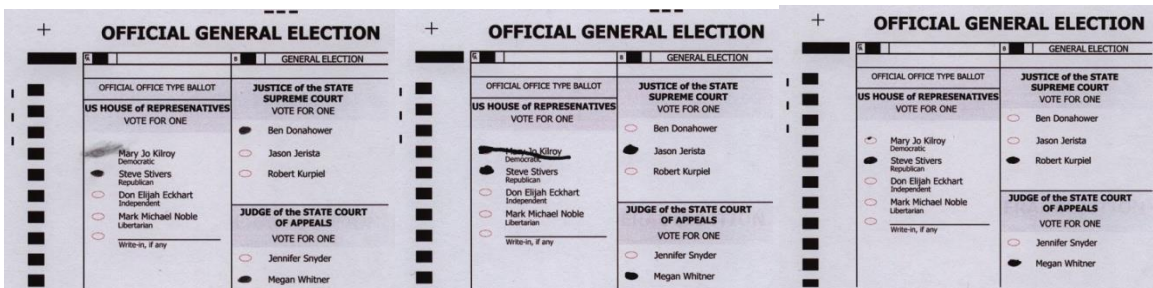 OFFICIAL GENERAL ELECTION
GENERAL ELECTION
OFFICIAL OFFICE TYPE BALLOT
US HOUSE of REPRESENATIVES
VOTE FOR ONE
Mary Jo Kilroy
Democratic
Steve Stivers
Republican
Don Elijah Eckhart
Independent
Mark Michael Noble
Libertarian
Write-in, if any
JUSTICE of the STATE
SUPREME COURT
VOTE FOR ONE
Ben Donahower
Jason Jerista
Robert Kurpiel
JUDGE of the STATE COURT
OF APPEALS
VOTE FOR ONE
Jennifer Snyder
Megan Whitner
OFFICIAL GENERAL ELECTION
B GENERAL ELECTION
OFFICIAL OFFICE TYPE BALLOT
US HOUSE of REPRESENATIVES
VOTE FOR ONE
Mary Jo Kilroy
Democratic
Steve Stivers
Republican
Don Elijah Eckhart
Independent
Mark Michael Noble
Libertarian
Write-in, if any
JUSTICE of the STATE
SUPREME COURT
VOTE FOR ONE
Ben Donahower
Jason Jerista
Robert Kurpiel
JUDGE of the STATE COURT
OF APPEALS
VOTE FOR ONE
Jennifer Snyder
Megan Whitner
OFFICIAL GENERAL ELECTION
B GENERAL ELECTION
OFFICIAL OFFICE TYPE BALLOT
US HOUSE of REPRESENATIVES
VOTE FOR ONE
Mary Jo Kilroy
Democratic
Steve Stivers
Republican
Don Elijah Eckhart
Independent
Mark Michael Noble
Libertarian
Write-in, if any
JUSTICE of the STATE
SUPREME COURT
VOTE FOR ONE
Ben Donahower
Jason Jerista
Robert Kurpiel
JUDGE of the STATE COURT
OF APPEALS
VOTE FOR ONE
Jennifer Snyder
Megan Whitner